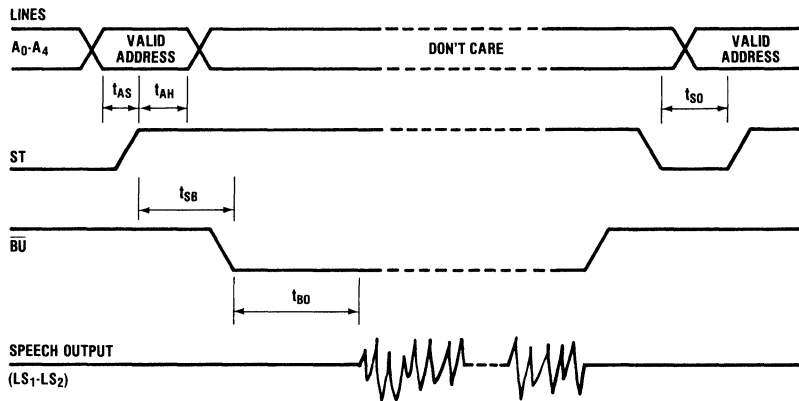 LINES
A₀-A₄
VALID ADDRESS
DON'T CARE
VALID ADDRESS
tAS
tAH
tSO
ST
tSB
B̅U̅
tBO
SPEECH OUTPUT
(LS₁-LS₂)